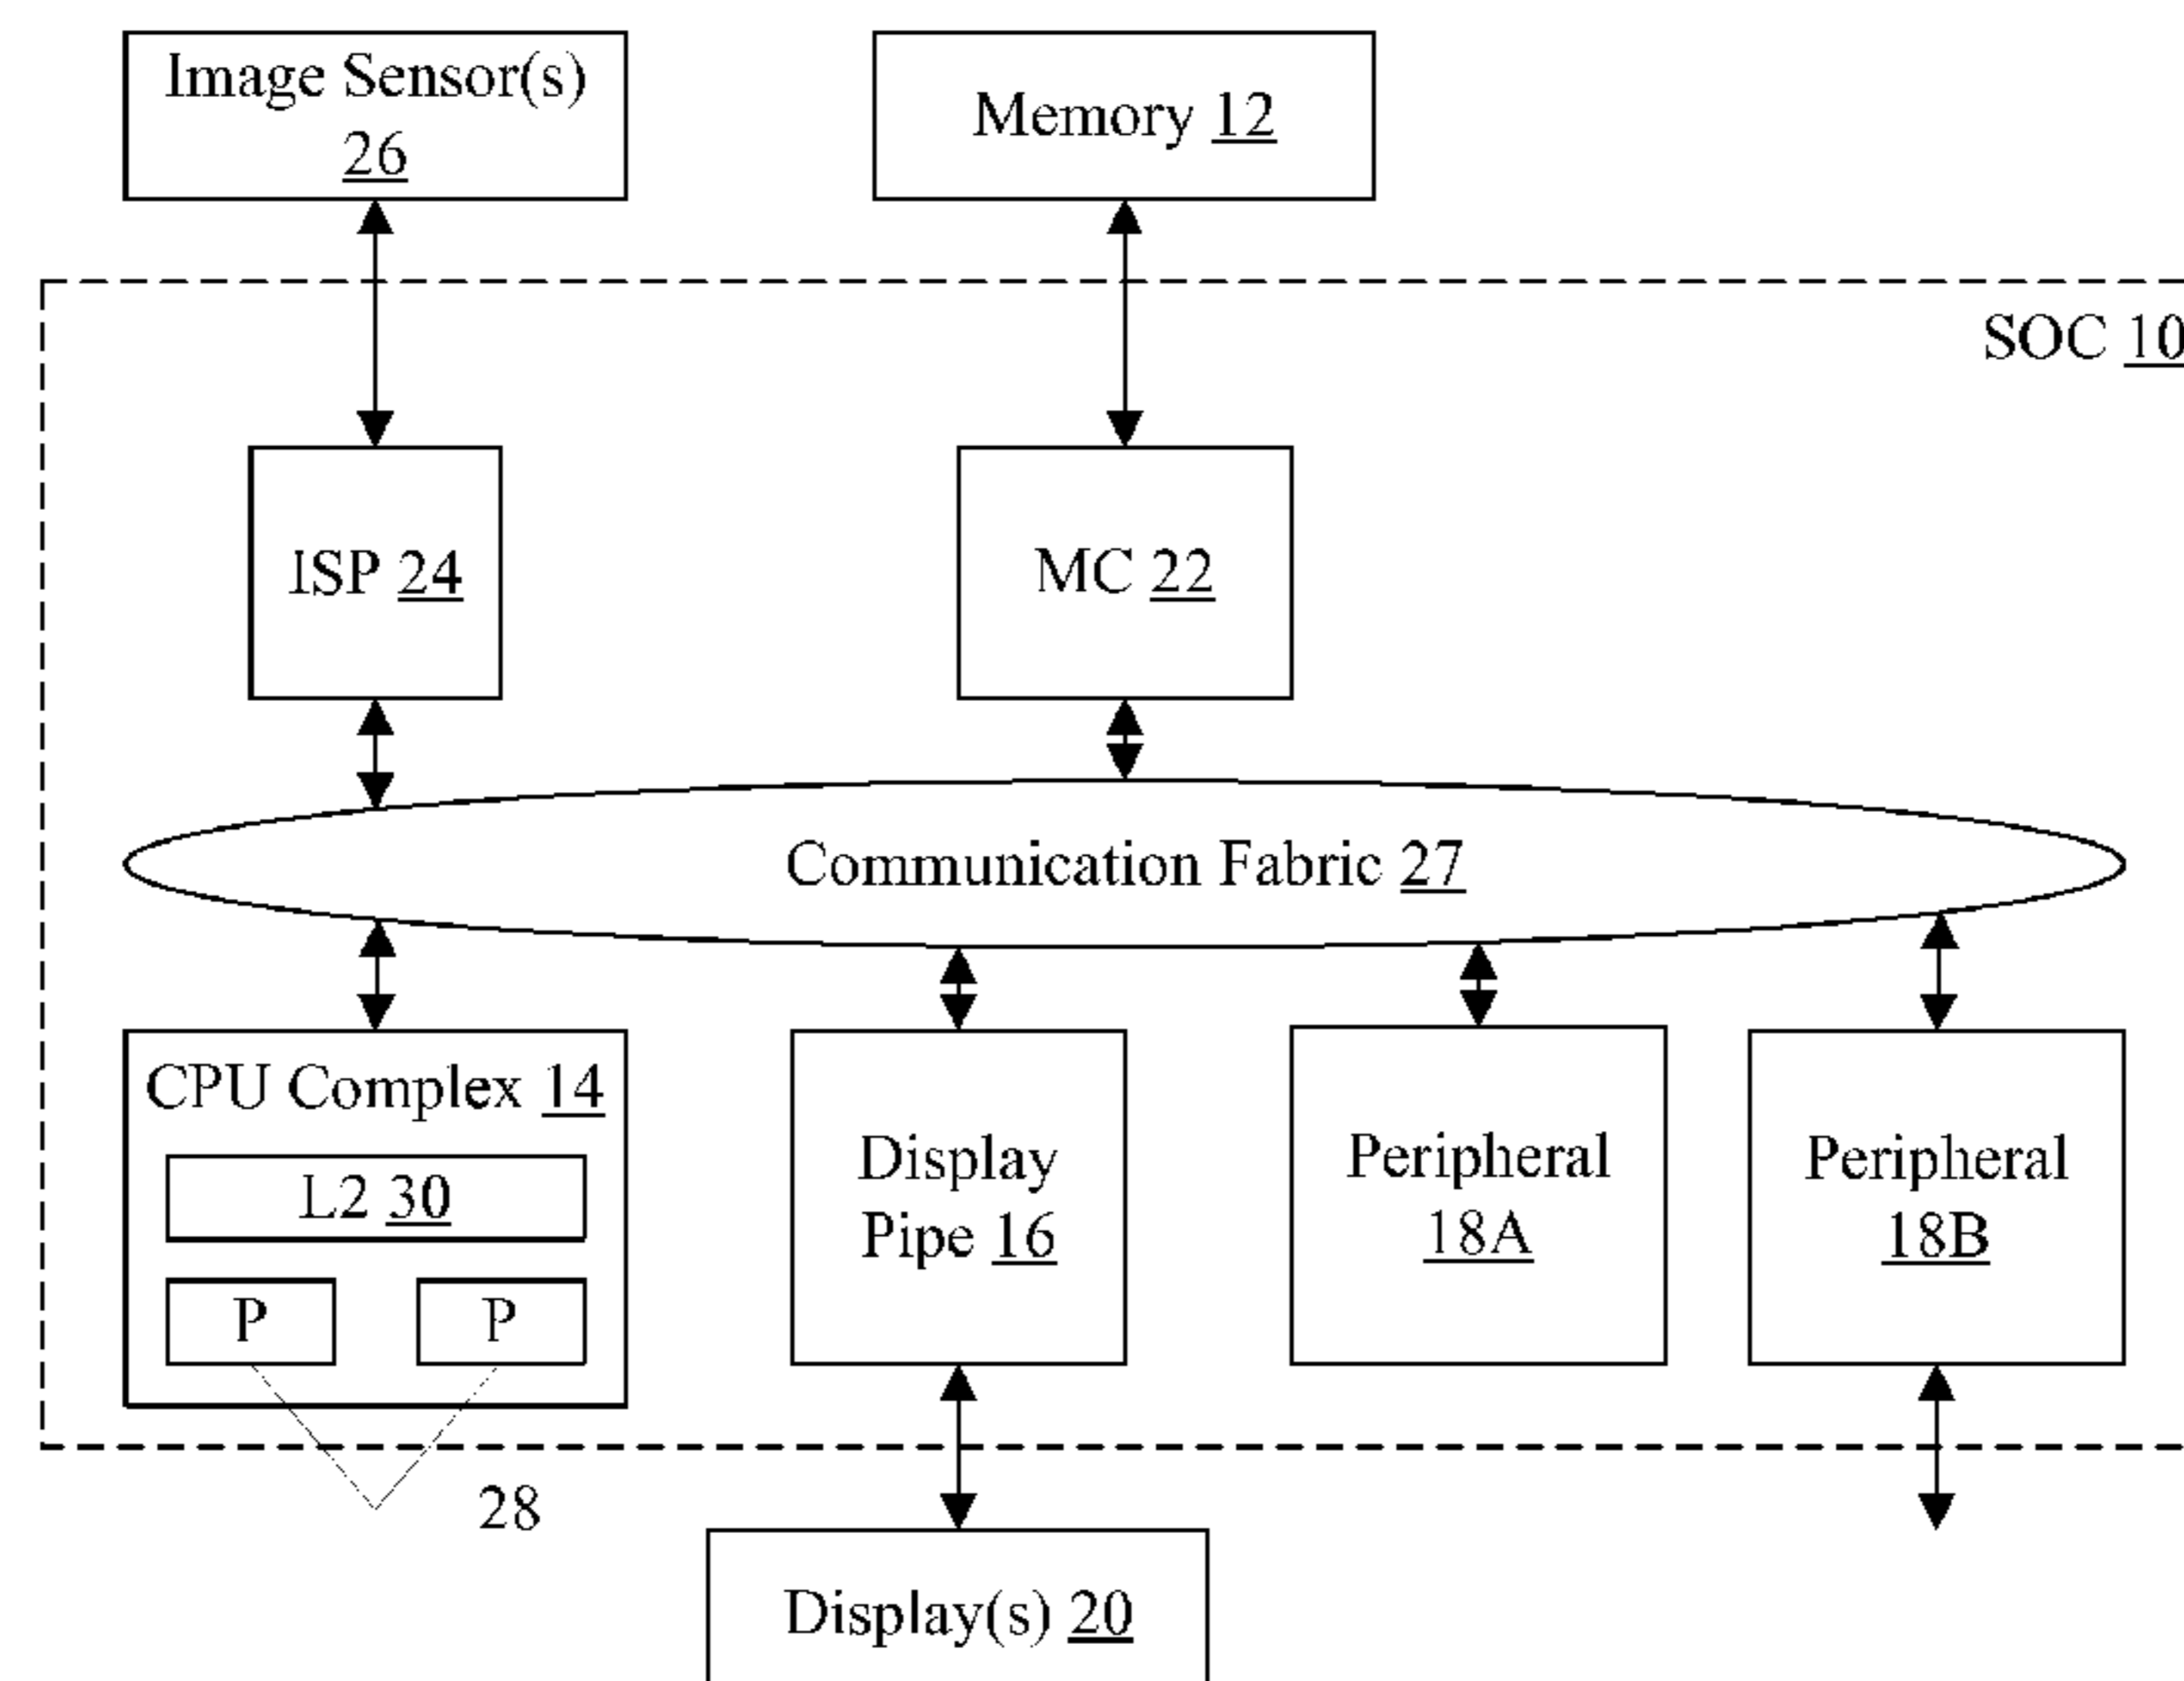 Image Sensor(s)
26
Memory 12
SOC 10
ISP 24
MC 22
Communication Fabric 27
CPU Complex 14
L2 30
P
P
Display
Pipe 16
Peripheral
18A
Peripheral
18B
28
Display(s) 20